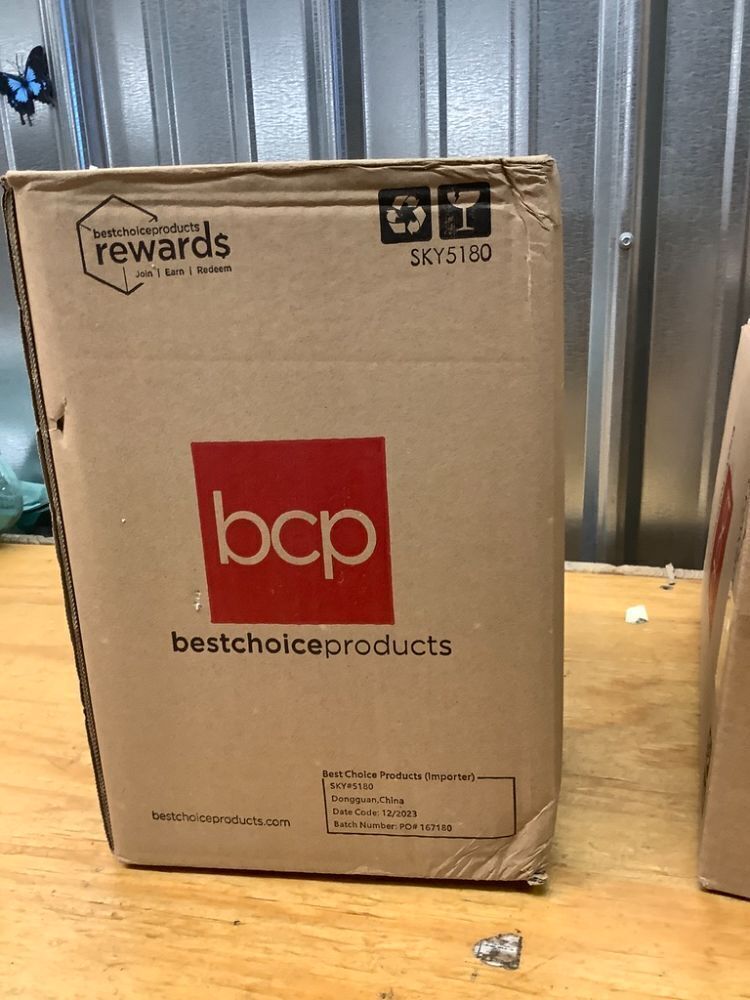 bestchoiceproducts
reward$
Join | Earn | Redeem
SKY5180
bcp
bestchoiceproducts
Best Choice Products (Importer)
SKY#5180
Dongguan,China
Date Code: 12/2023
Batch Number: PO# 167180
bestchoiceproducts.com